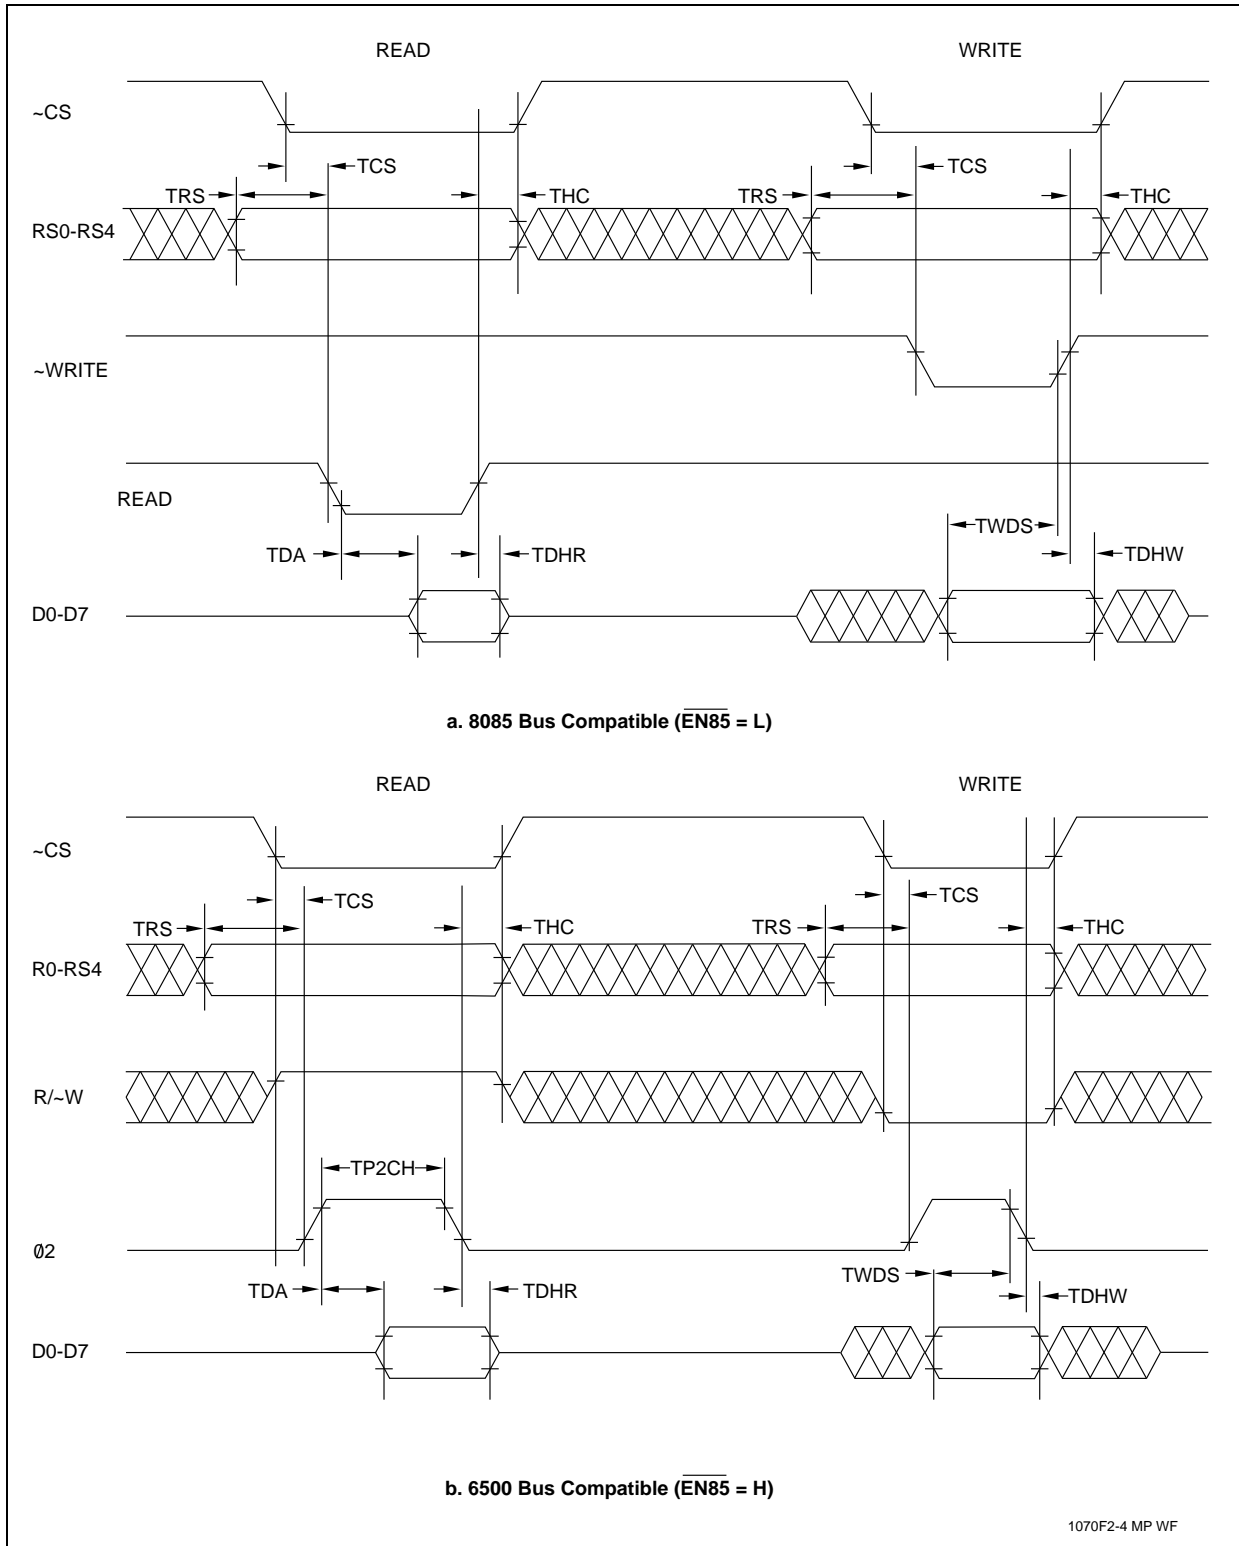 READ WRITE
~CS
TCS TCS
TRS THC TRS THC
RS0-RS4
~WRITE
READ
TWDS
TDA TDHR TDHW
D0-D7
a. 8085 Bus Compatible (EN85 = L)
READ WRITE
~CS
TCS TCS
TRS THC TRS THC
R0-RS4
R/~W
TP2CH
Ø2
TDA TDHR TWDS TDHW
D0-D7
b. 6500 Bus Compatible (EN85 = H)
1070F2-4 MP WF